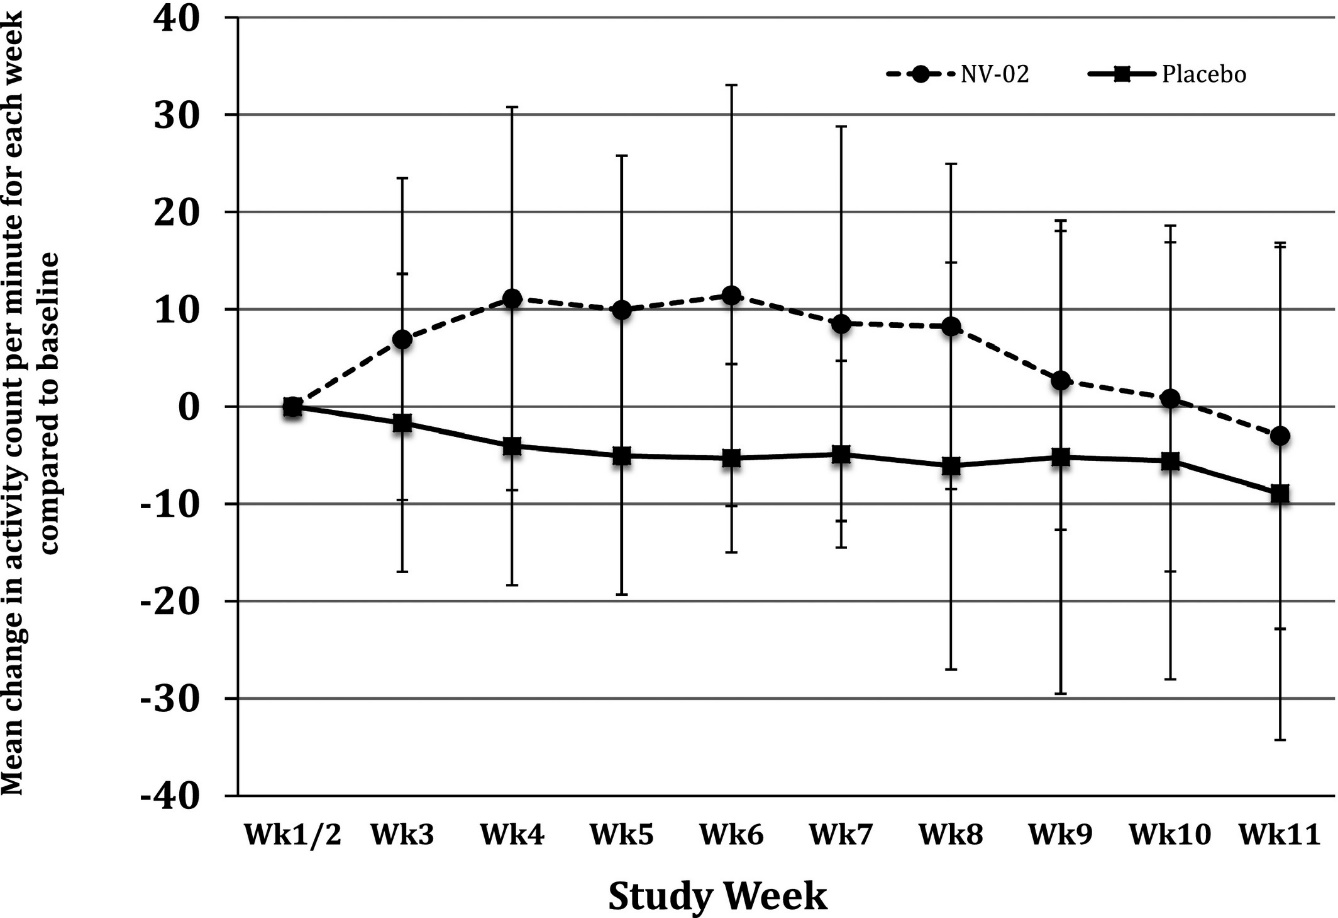 Mean change in activity count per minute for each week
compared to baseline
40
30
20
10
0
-10
-20
-30
-40
NV-02 Placebo
Wk1/2 Wk3 Wk4 Wk5 Wk6 Wk7 Wk8 Wk9 Wk10 Wk11
Study Week